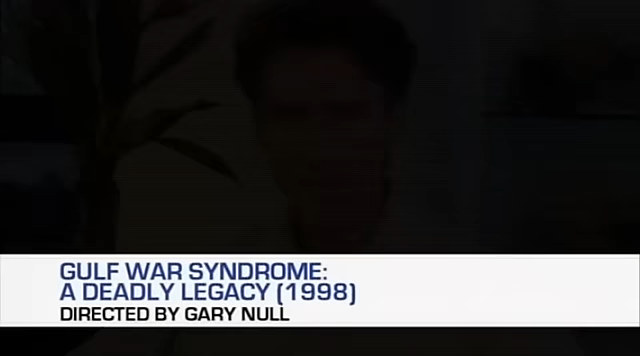 GULF WAR SYNDROME:
A DEADLY LEGACY (1998)
DIRECTED BY GARY NULL